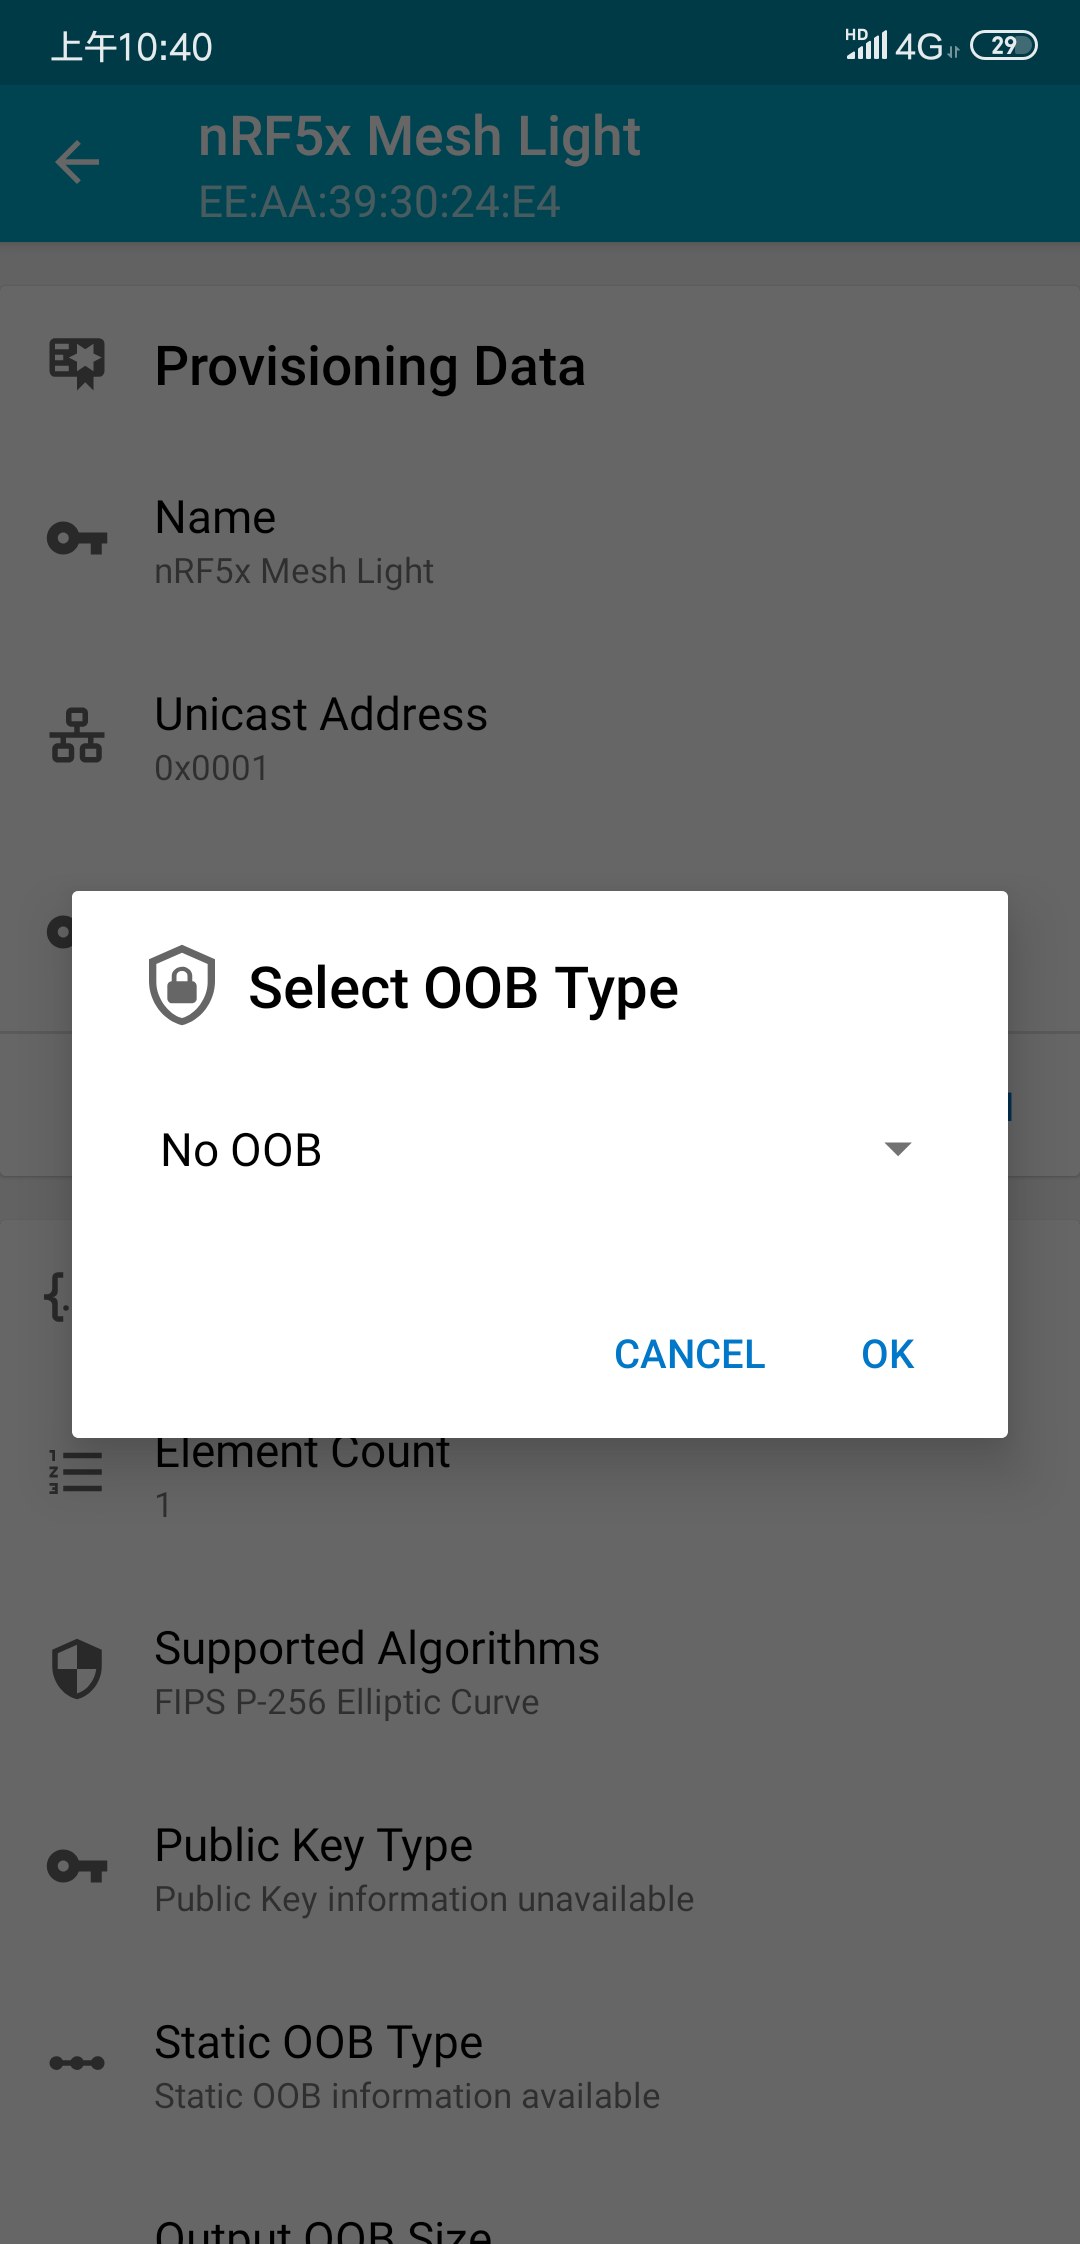 上午10:40
HD 4G 29
nRF5x Mesh Light
EE:AA:39:30:24:E4
Provisioning Data
Name
nRF5x Mesh Light
Unicast Address
0x0001
Select OOB Type
No OOB
CANCEL OK
Element Count
1
Supported Algorithms
FIPS P-256 Elliptic Curve
Public Key Type
Public Key information unavailable
Static OOB Type
Static OOB information available
Output OOB Size